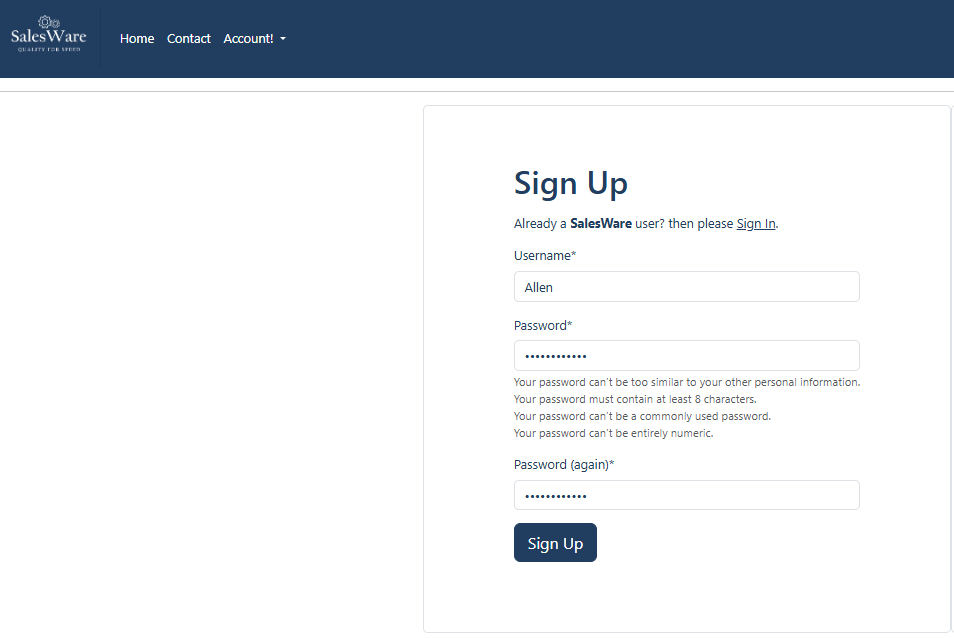 SalesWare
QUALITY FOR SPEED
Home Contact Account!
Sign Up
Already a SalesWare user? then please Sign In.
Username*
Allen
Password*
••••••••••••
Your password can't be too similar to your other personal information.
Your password must contain at least 8 characters.
Your password can't be a commonly used password.
Your password can't be entirely numeric.
Password (again)*
••••••••••••
Sign Up